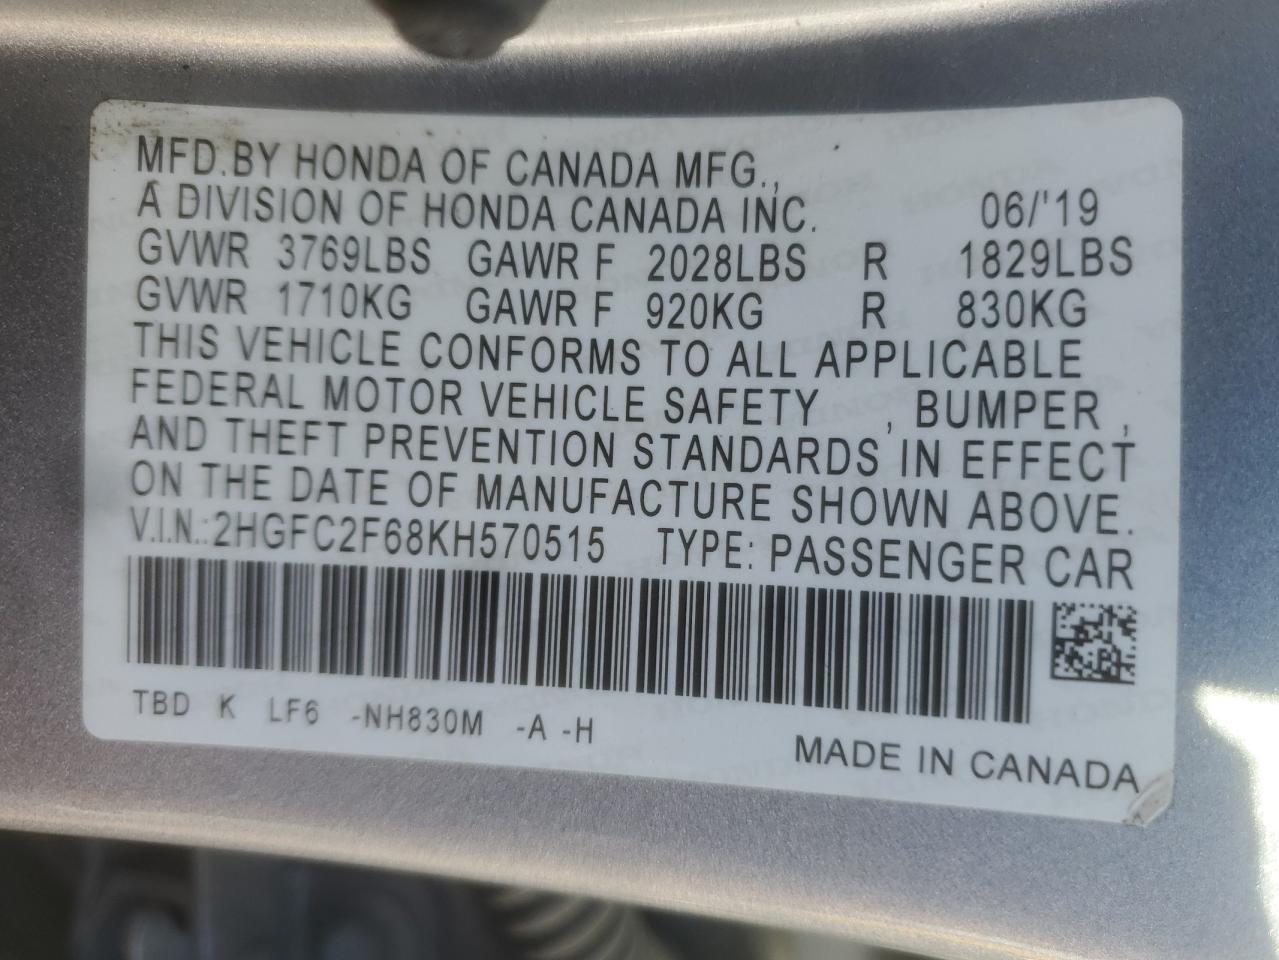 MFD.BY HONDA OF CANADA MFG.,
A DIVISION OF HONDA CANADA INC. 06/'19
GVWR 3769LBS GAWR F 2028LBS R 1829LBS
GVWR 1710KG GAWR F 920KG R 830KG
THIS VEHICLE CONFORMS TO ALL APPLICABLE
FEDERAL MOTOR VEHICLE SAFETY , BUMPER ,
AND THEFT PREVENTION STANDARDS IN EFFECT
ON THE DATE OF MANUFACTURE SHOWN ABOVE.
V.I.N.:2HGFC2F68KH570515 TYPE: PASSENGER CAR
TBD K LF6 -NH830M -A -H
MADE IN CANADA